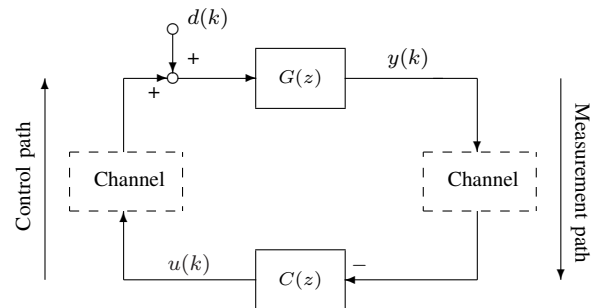 d(k)
+
+
G(z)
y(k)
Control path
Channel
Channel
Measurement path
u(k)
C(z)
−